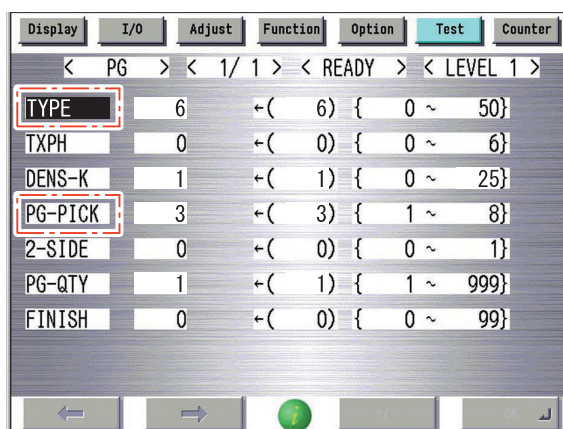 Display I/O Adjust Function Option Test Counter
< PG > < 1/ 1 > < READY > < LEVEL 1 >
TYPE 6 ←( 6) { 0 ~ 50}
TXPH 0 ←( 0) { 0 ~ 6}
DENS-K 1 ←( 1) { 0 ~ 25}
PG-PICK 3 ←( 3) { 1 ~ 8}
2-SIDE 0 ←( 0) { 0 ~ 1}
PG-QTY 1 ←( 1) { 1 ~ 999}
FINISH 0 ←( 0) { 0 ~ 99}
+/- OK